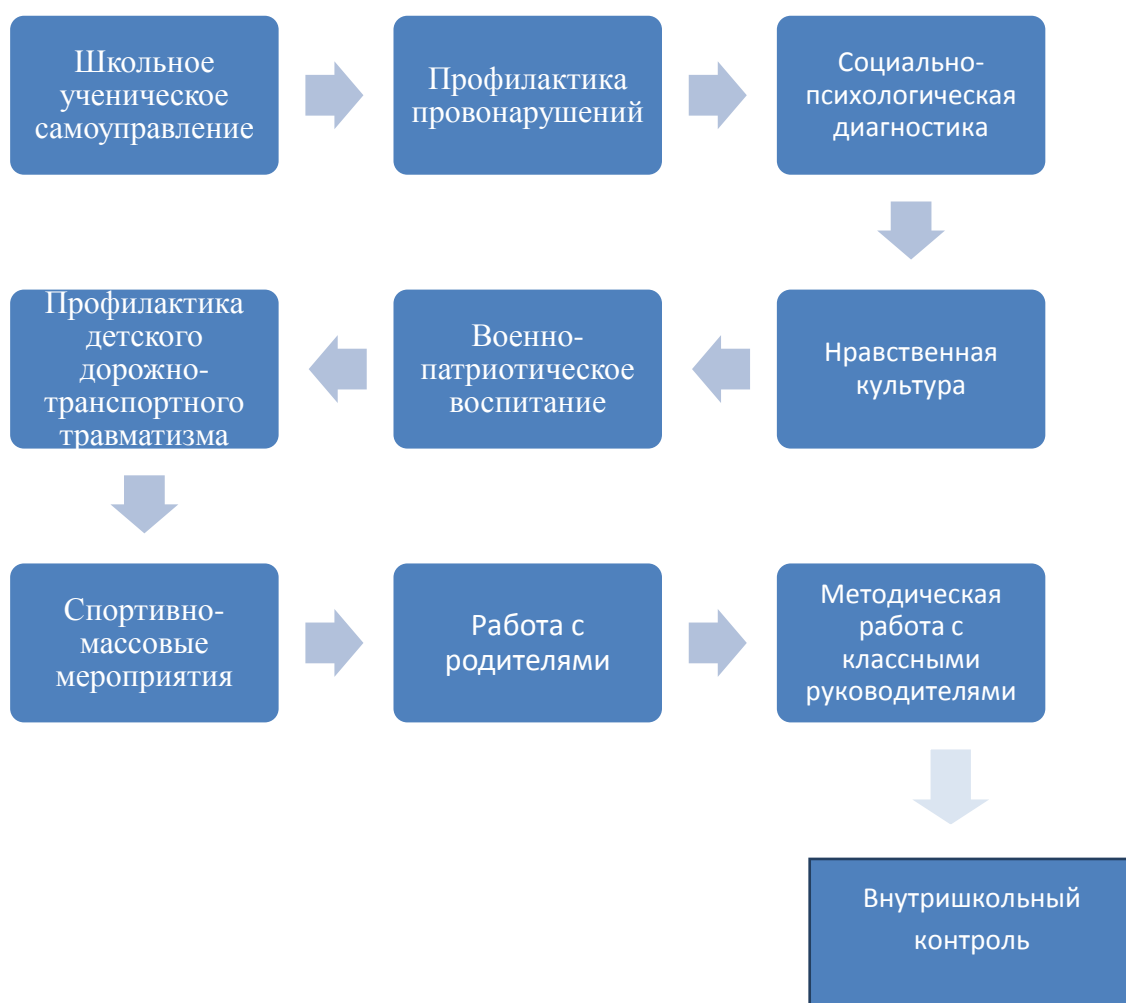 Школьное
ученическое
самоуправление
Профилактика
провонарушений
Социально-
психологическая
диагностика
Нравственная
культура
Военно-
патриотическое
воспитание
Профилактика
детского
дорожно-
транспортного
травматизма
Спортивно-
массовые
мероприятия
Работа с
родителями
Методическая
работа с
классными
руководителями
Внутришкольный
контроль